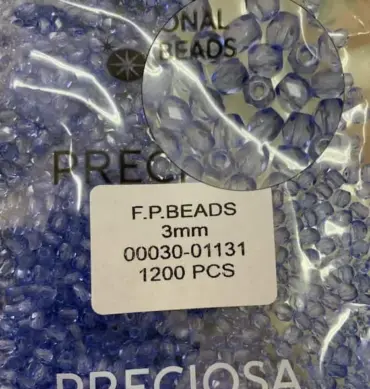 ONAL
BEADS
PRECI
F.P.BEADS
3mm
00030-01131
1200 PCS
PRECIOSA